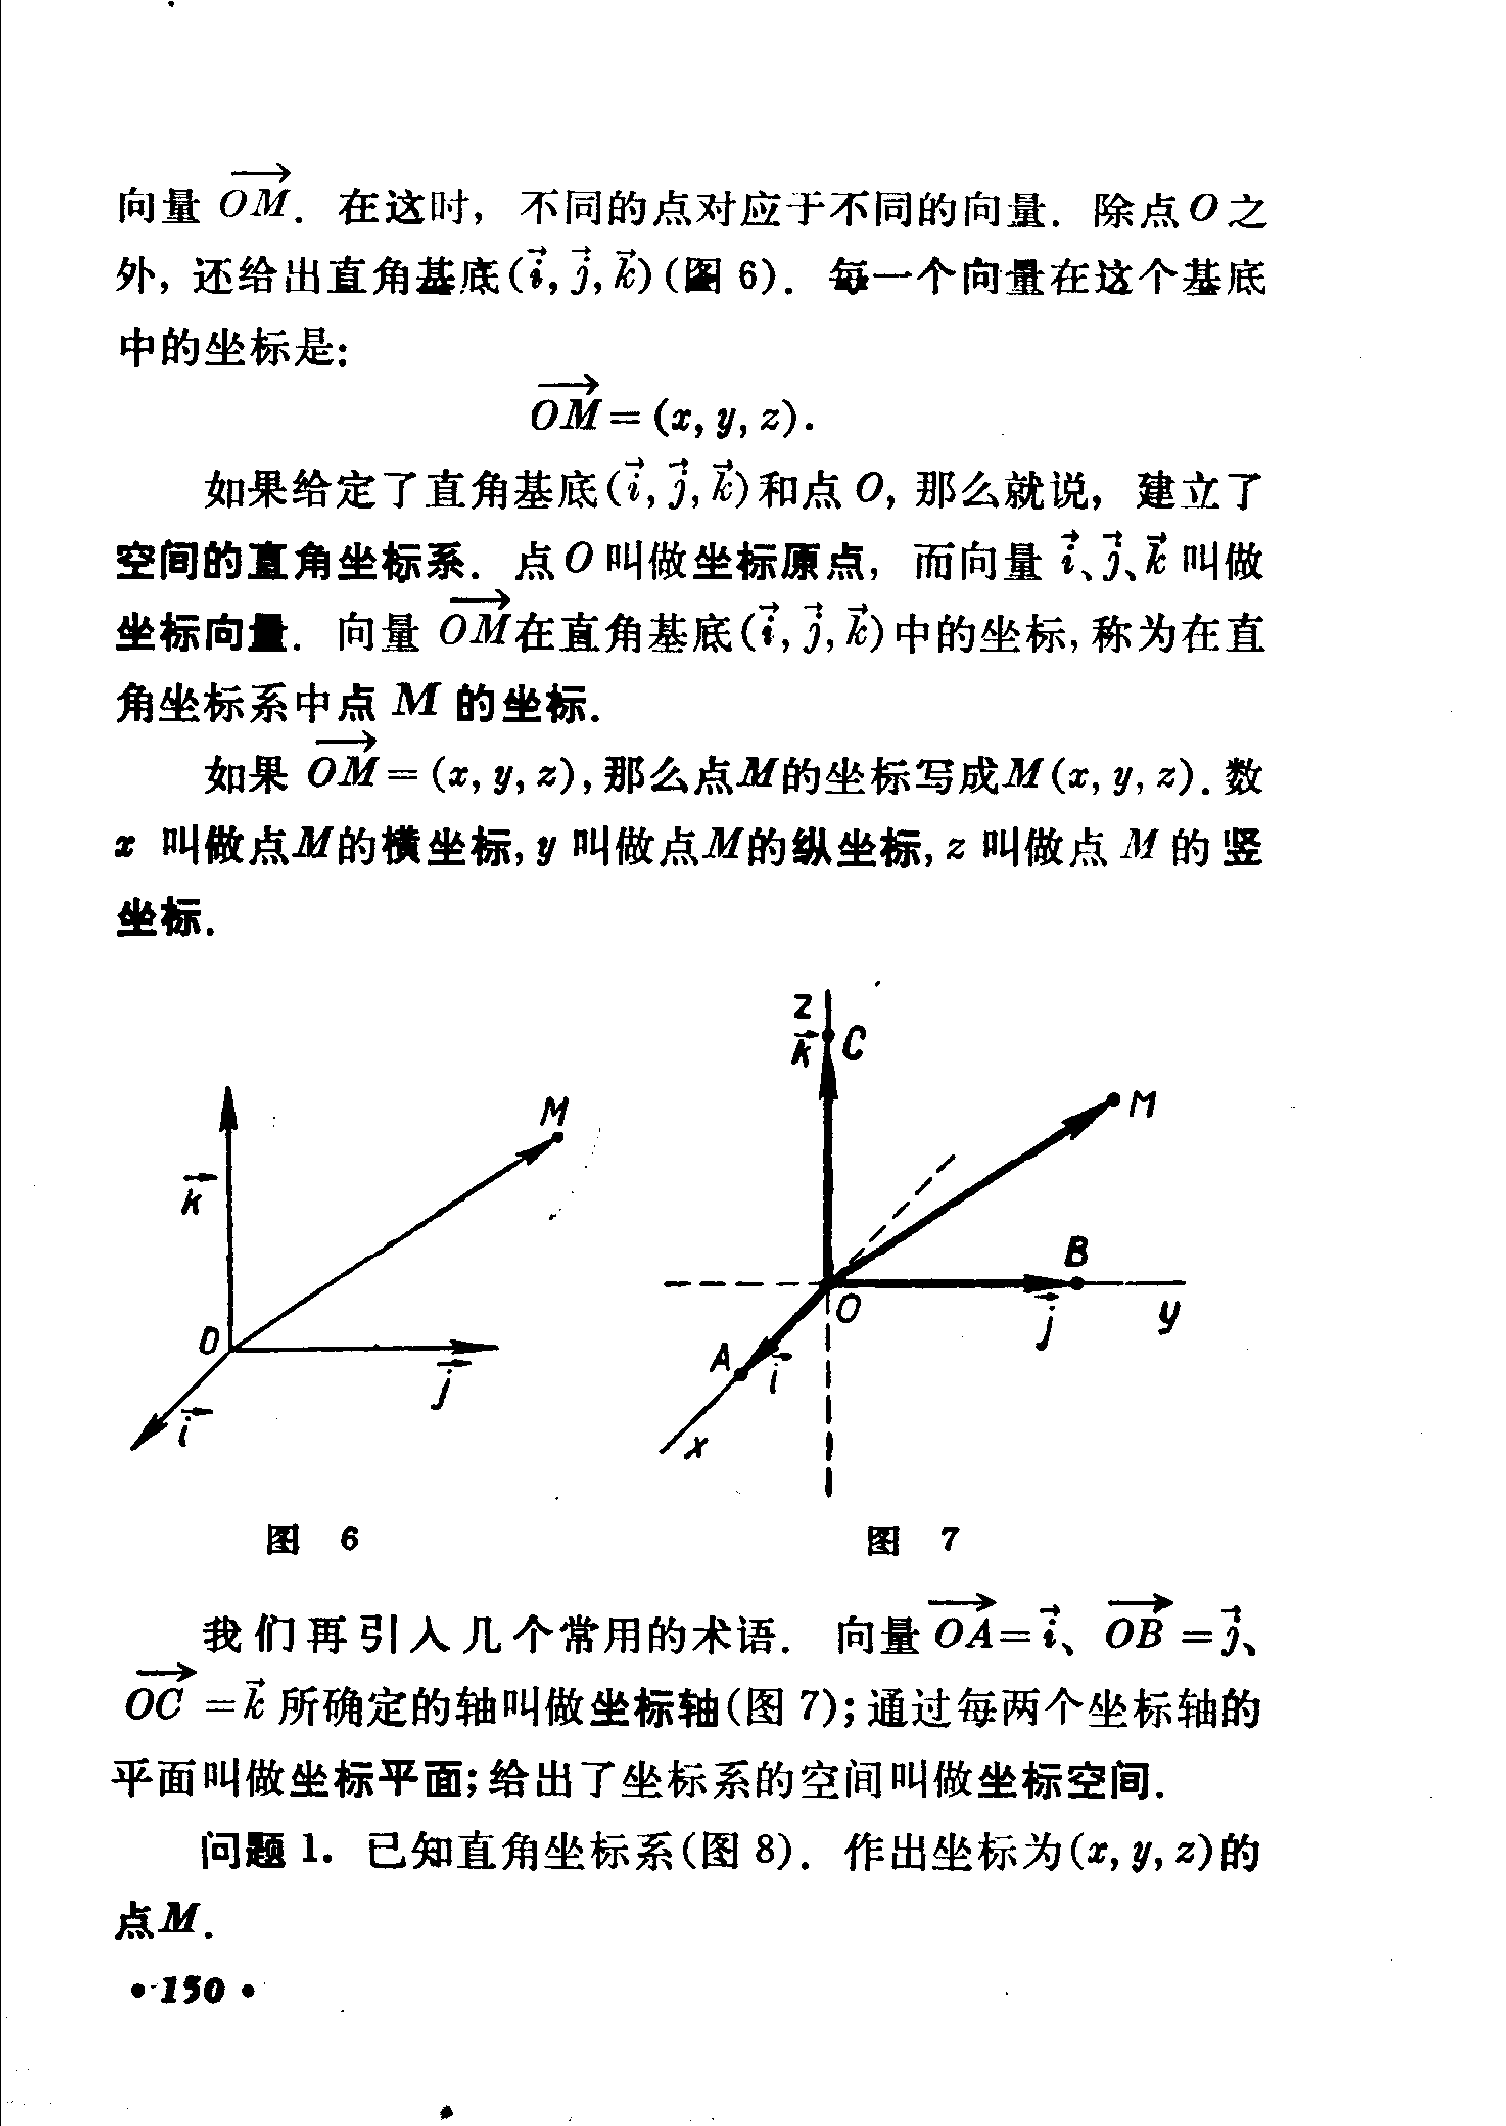 向量 $\overrightarrow{OM}$. 在这时, 不同的点对应于不同的向量. 除点 O 之
外, 还给出直角基底($\vec{i}$, $\vec{j}$, $\vec{k}$)(图 6). 每一个向量在这个基底
中的坐标是:
$\overrightarrow{OM}$ = (x, y, z).
如果给定了直角基底($\vec{i}$, $\vec{j}$, $\vec{k}$)和点 O, 那么就说, 建立了
空间的直角坐标系. 点 O 叫做坐标原点, 而向量 $\vec{i}$、$\vec{j}$、$\vec{k}$ 叫做
坐标向量. 向量 $\overrightarrow{OM}$在直角基底($\vec{i}$, $\vec{j}$, $\vec{k}$)中的坐标, 称为在直
角坐标系中点 M 的坐标.
如果 $\overrightarrow{OM}$ = (x, y, z), 那么点M的坐标写成M(x, y, z). 数
x 叫做点M的横坐标, y 叫做点M的纵坐标, z 叫做点 M 的 竖
坐标.
$\vec{k}$
M
O
$\vec{j}$
$\vec{i}$
图 6
z
$\vec{k}$ C
M
B
O
$\vec{j}$
y
A
$\vec{i}$
x
图 7
我们再引入几个常用的术语. 向量 $\overrightarrow{OA}$=$\vec{i}$、$\overrightarrow{OB}$ =$\vec{j}$、
$\overrightarrow{OC}$ =$\vec{k}$ 所确定的轴叫做坐标轴(图 7); 通过每两个坐标轴的
平面叫做坐标平面; 给出了坐标系的空间叫做坐标空间.
问题 1. 已知直角坐标系(图 8). 作出坐标为(x, y, z)的
点M.
• 150 •